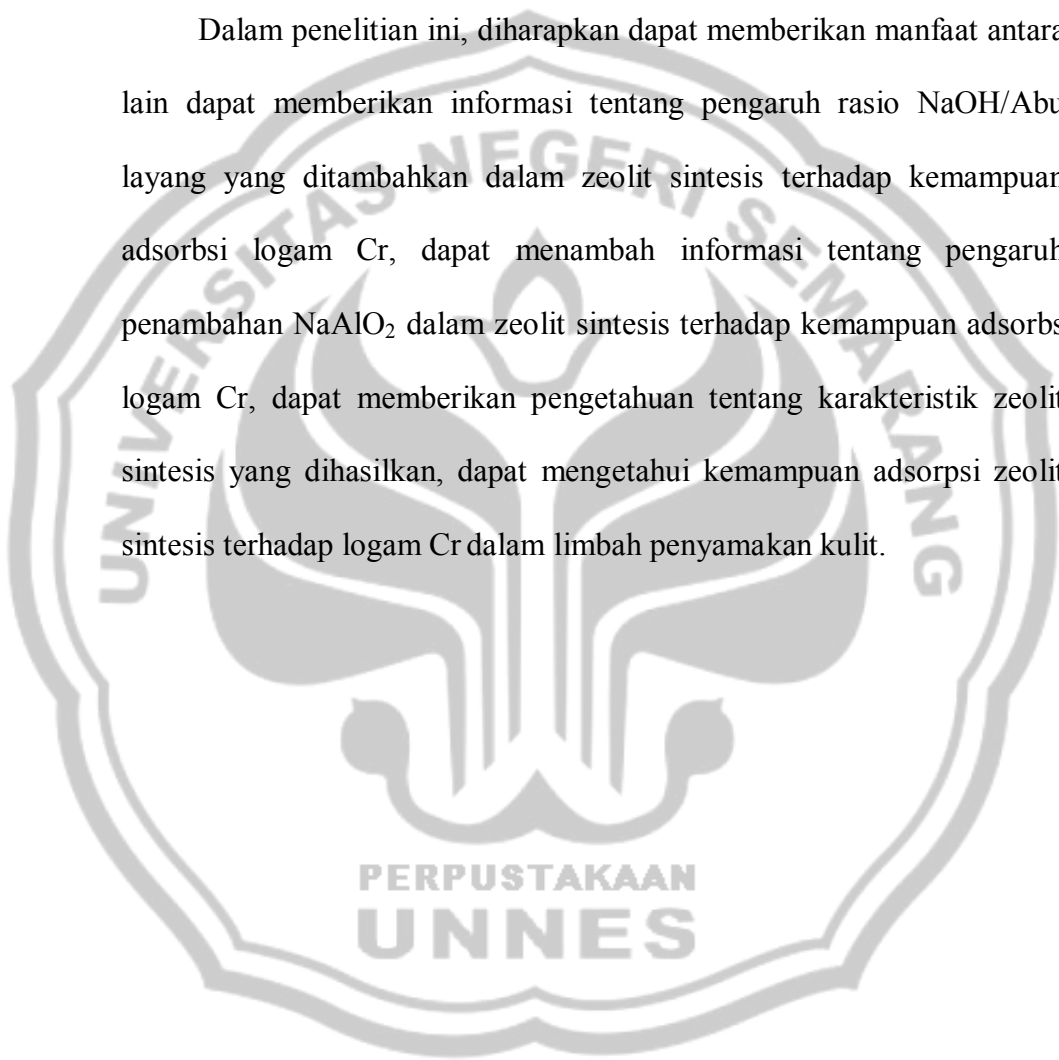 Dalam penelitian ini, diharapkan dapat memberikan manfaat antara
lain dapat memberikan informasi tentang pengaruh rasio NaOH/Abu
layang yang ditambahkan dalam zeolit sintesis terhadap kemampuan
adsorbsi logam Cr, dapat menambah informasi tentang pengaruh
penambahan NaAlO₂ dalam zeolit sintesis terhadap kemampuan adsorbsi
logam Cr, dapat memberikan pengetahuan tentang karakteristik zeolit
sintesis yang dihasilkan, dapat mengetahui kemampuan adsorpsi zeolit
sintesis terhadap logam Cr dalam limbah penyamakan kulit.
UNIVERSITAS NEGERI SEMARANG
PERPUSTAKAAN
UNNES